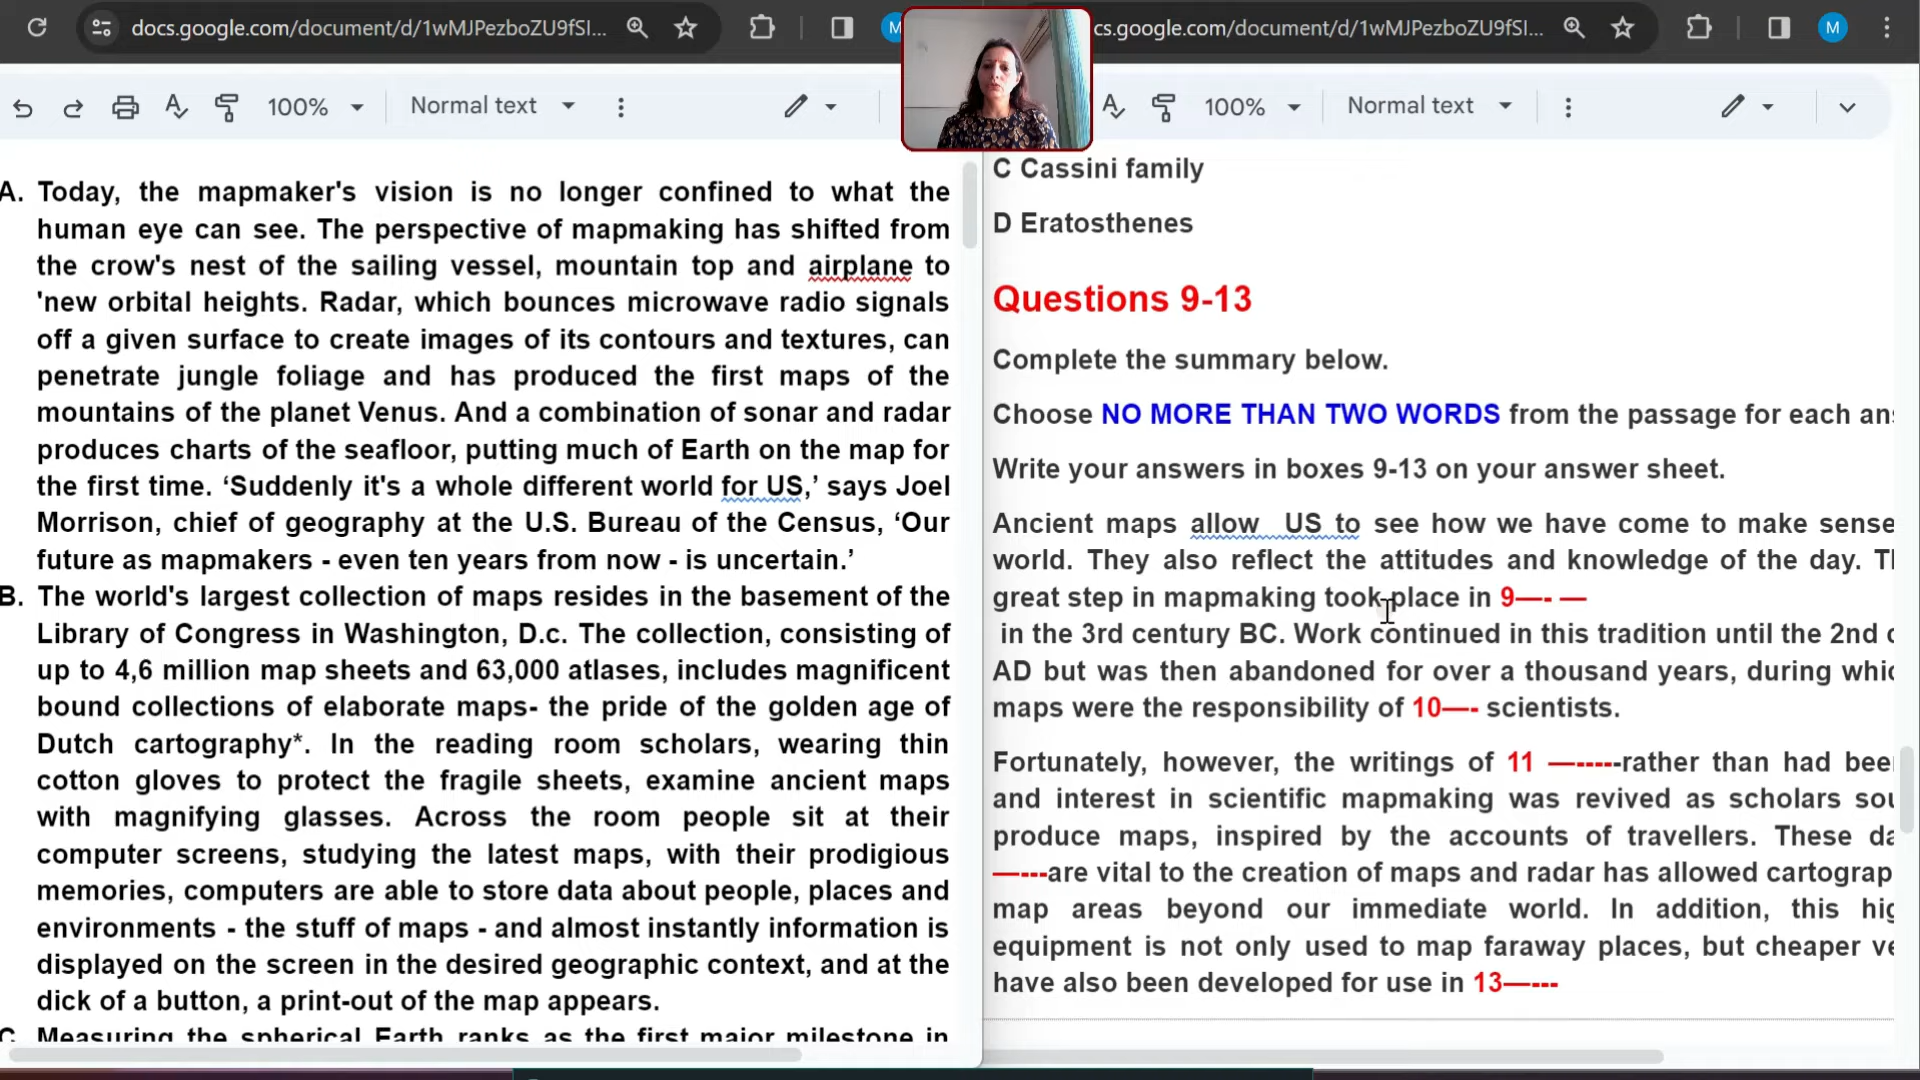 docs.google.com/document/d/1wMJPezboZU9fSI...
M
cs.google.com/document/d/1wMJPezboZU9fSI...
M
100%
Normal text
100%
Normal text
A. Today, the mapmaker's vision is no longer confined to what the
human eye can see. The perspective of mapmaking has shifted from
the crow's nest of the sailing vessel, mountain top and airplane to
'new orbital heights. Radar, which bounces microwave radio signals
off a given surface to create images of its contours and textures, can
penetrate jungle foliage and has produced the first maps of the
mountains of the planet Venus. And a combination of sonar and radar
produces charts of the seafloor, putting much of Earth on the map for
the first time. ‘Suddenly it's a whole different world for US,’ says Joel
Morrison, chief of geography at the U.S. Bureau of the Census, ‘Our
future as mapmakers - even ten years from now - is uncertain.’
B. The world's largest collection of maps resides in the basement of the
Library of Congress in Washington, D.c. The collection, consisting of
up to 4,6 million map sheets and 63,000 atlases, includes magnificent
bound collections of elaborate maps- the pride of the golden age of
Dutch cartography*. In the reading room scholars, wearing thin
cotton gloves to protect the fragile sheets, examine ancient maps
with magnifying glasses. Across the room people sit at their
computer screens, studying the latest maps, with their prodigious
memories, computers are able to store data about people, places and
environments - the stuff of maps - and almost instantly information is
displayed on the screen in the desired geographic context, and at the
dick of a button, a print-out of the map appears.
C. Measuring the spherical Earth ranks as the first major milestone in
C Cassini family
D Eratosthenes
Questions 9-13
Complete the summary below.
Choose NO MORE THAN TWO WORDS from the passage for each an
Write your answers in boxes 9-13 on your answer sheet.
Ancient maps allow US to see how we have come to make sense
world. They also reflect the attitudes and knowledge of the day. T
great step in mapmaking took place in 9—- —
in the 3rd century BC. Work continued in this tradition until the 2nd c
AD but was then abandoned for over a thousand years, during whic
maps were the responsibility of 10—- scientists.
Fortunately, however, the writings of 11 —-----rather than had bee
and interest in scientific mapmaking was revived as scholars sou
produce maps, inspired by the accounts of travellers. These da
—---are vital to the creation of maps and radar has allowed cartograp
map areas beyond our immediate world. In addition, this hig
equipment is not only used to map faraway places, but cheaper ve
have also been developed for use in 13—---